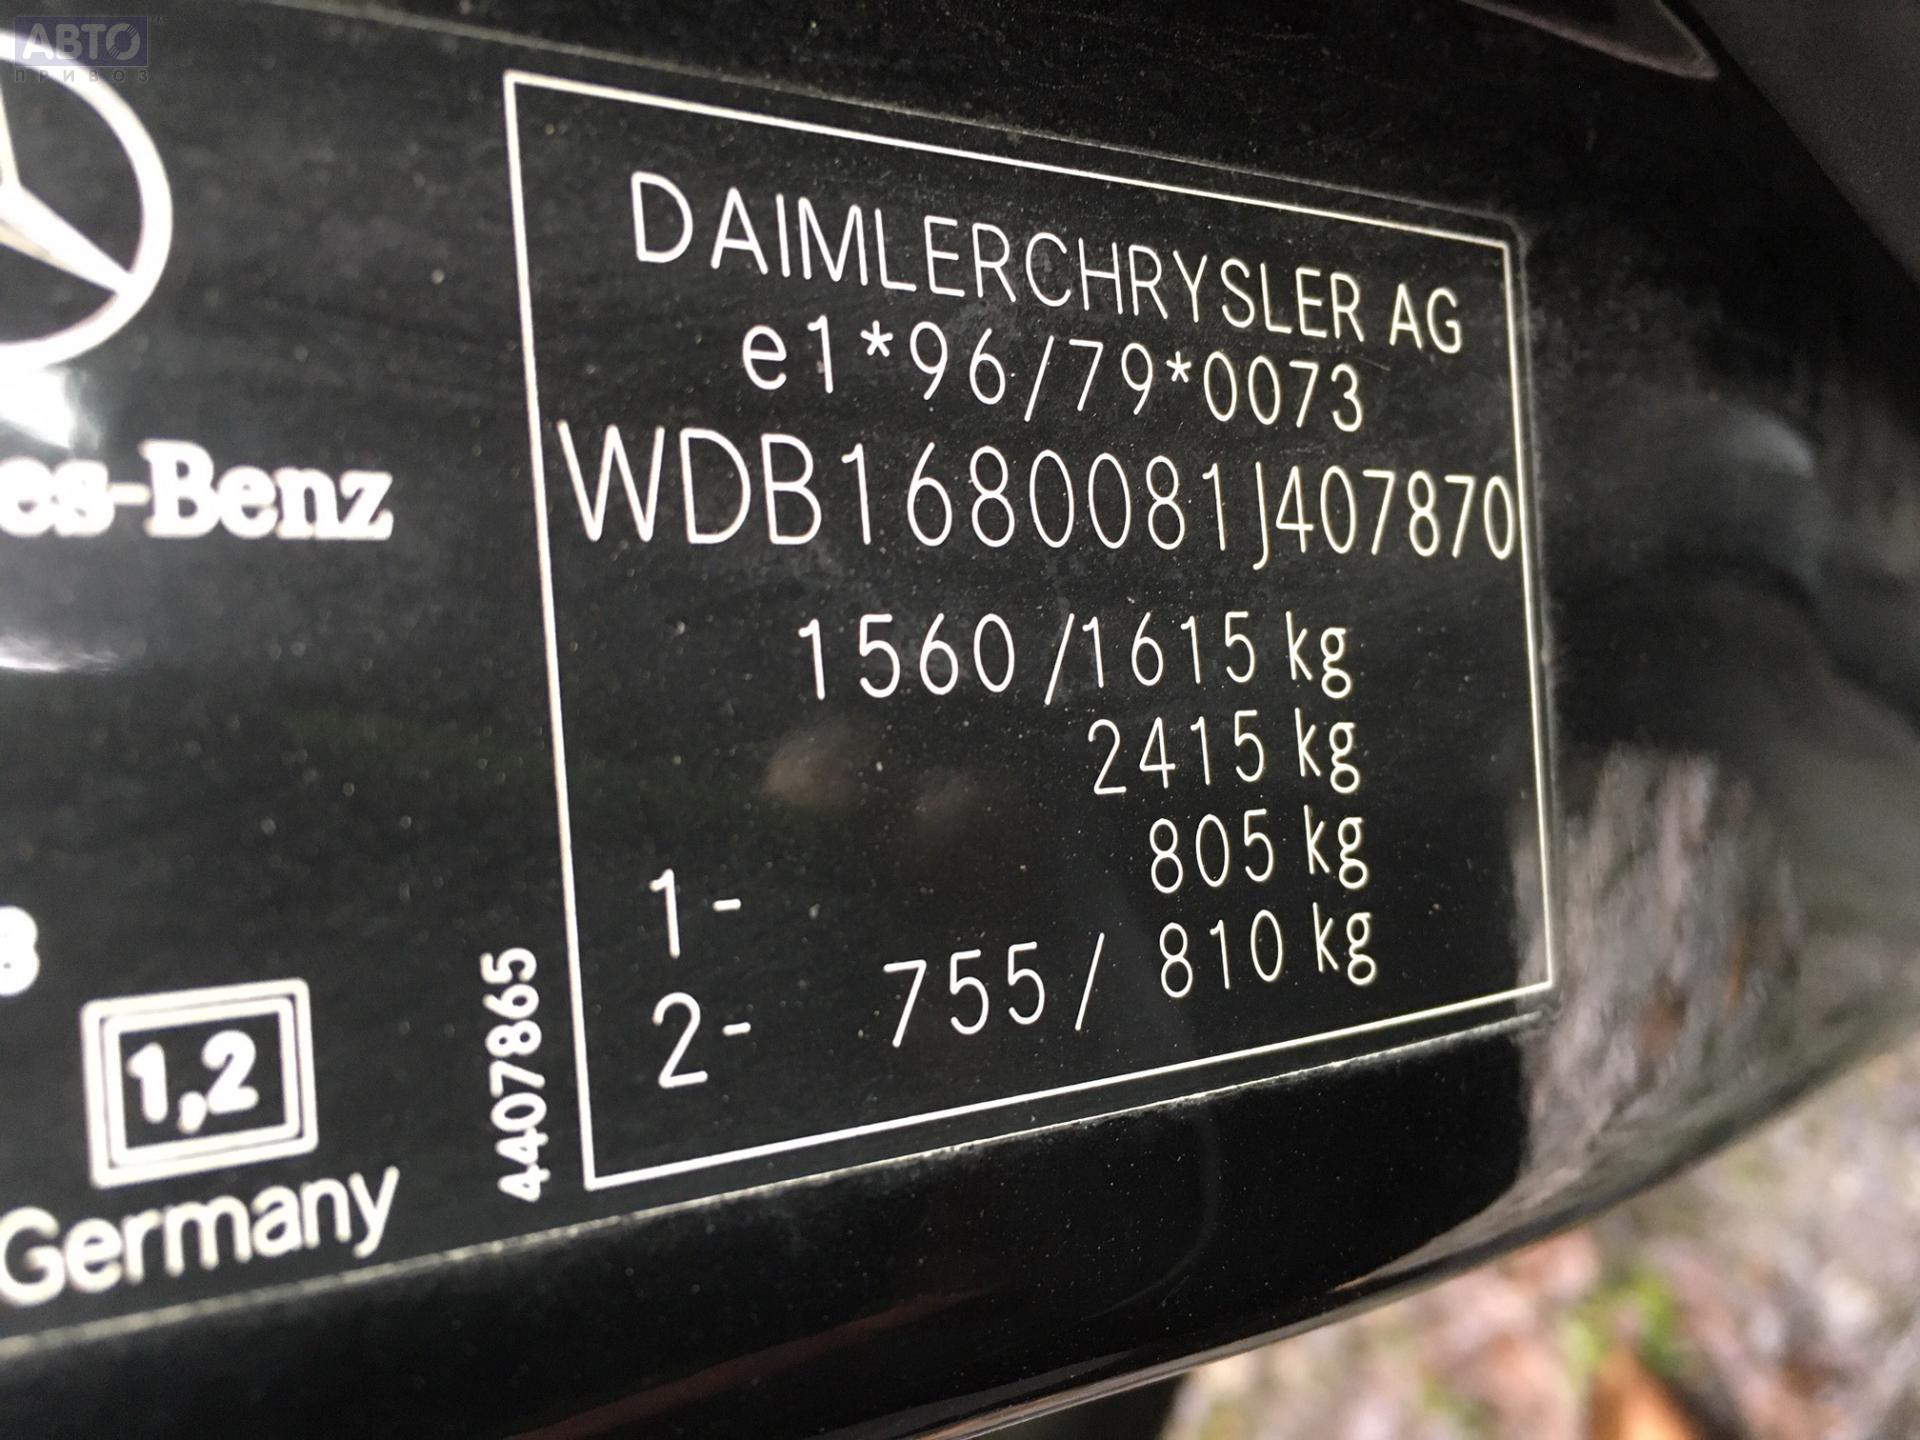 АВТО
ПРИВОЗ
es-Benz
DAIMLERCHRYSLER AG
e1*96/79*0073
WDB1680081J407870
1560/1615 kg
2415 kg
1- 805 kg
2- 755/ 810 kg
4407865
1,2
Germany